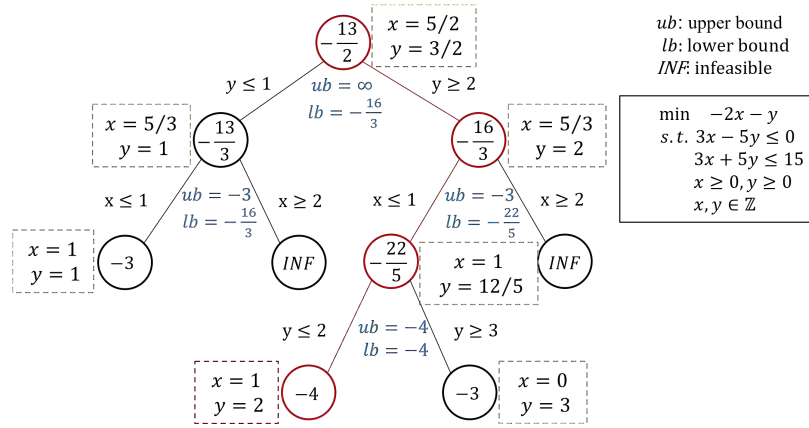 x = 5/2
y = 3/2
−13/2
ub: upper bound
lb: lower bound
INF: infeasible
y ≤ 1
ub = ∞
lb = −16/3
y ≥ 2
min −2x − y
s.t. 3x − 5y ≤ 0
3x + 5y ≤ 15
x ≥ 0, y ≥ 0
x, y ∈ ℤ
x = 5/3
y = 1
−13/3
−16/3
x = 5/3
y = 2
x ≤ 1
ub = −3
lb = −16/3
x ≥ 2
x ≤ 1
ub = −3
lb = −22/5
x ≥ 2
x = 1
y = 1
−3
INF
−22/5
x = 1
y = 12/5
INF
y ≤ 2
ub = −4
lb = −4
y ≥ 3
x = 1
y = 2
−4
−3
x = 0
y = 3